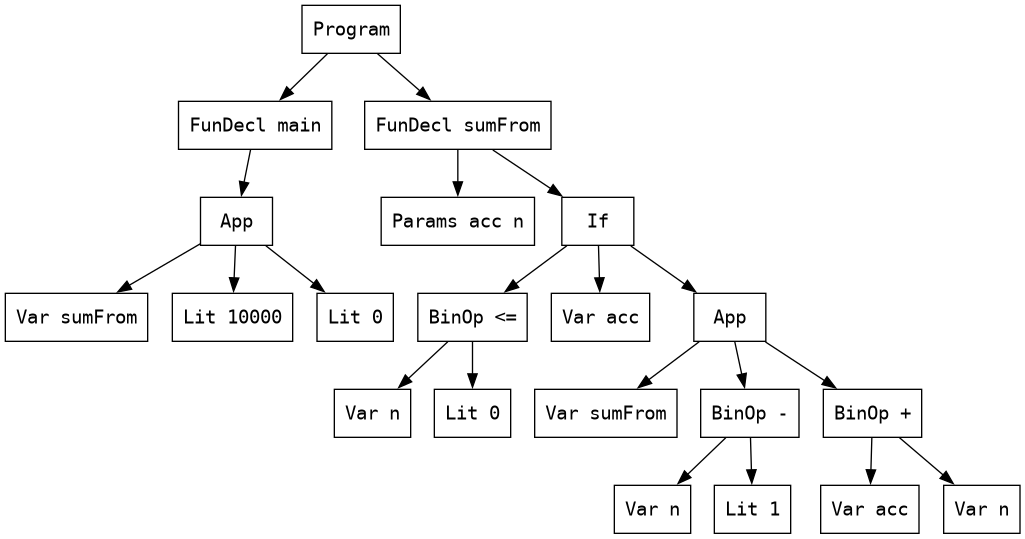 Program
FunDecl main
FunDecl sumFrom
App
Params acc n
If
Var sumFrom
Lit 10000
Lit 0
BinOp <=
Var acc
App
Var n
Lit 0
Var sumFrom
BinOp -
BinOp +
Var n
Lit 1
Var acc
Var n